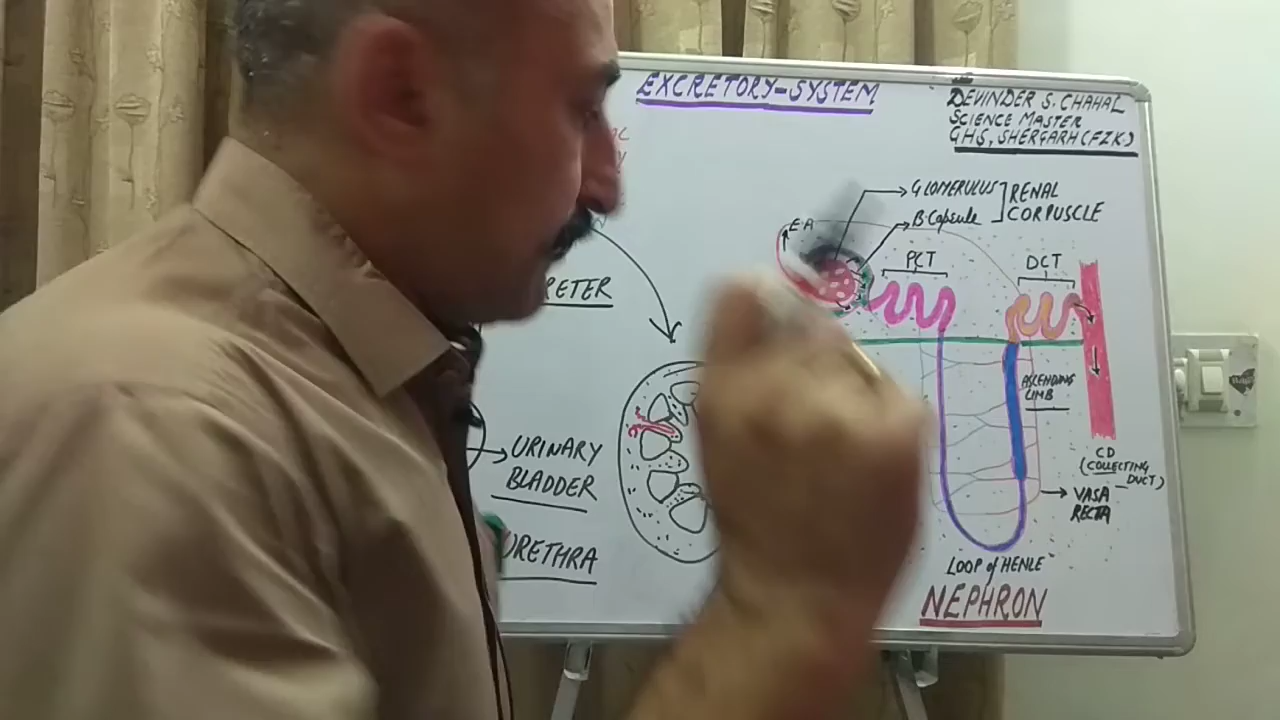 EXCRETORY-SYSTEM
DEVINDER S. CHAHAL
SCIENCE MASTER
GHS, SHERGARH (FZK.)
GLOMERULUS
B.Capsule
RENAL
CORPUSCLE
E.A
PCT
DCT
RETER
ASCENDING
LIMB
URINARY
BLADDER
CD
(COLLECTING
DUCT)
VASA
RECTA
URETHRA
LOOP of HENLE
NEPHRON